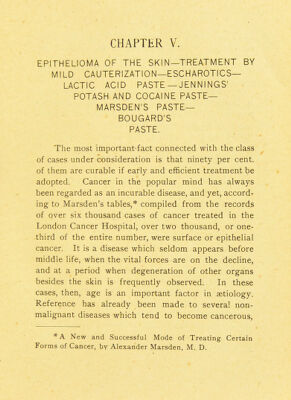 CHAPTER V.
EPITHELIOMA OF THE SKIN—TREATMENT BY
MILD CAUTERIZATION—ESCHAROTICS—
LACTIC ACID PASTE—JENNINGS'
POTASH AND COCAINE PASTE—
MARSDEN'S PASTE—
BOUGARD'S
PASTE.
The most important fact connected with the class
of cases under consideration is that ninety per cent.
of them are curable if early and efficient treatment be
adopted. Cancer in the popular mind has always
been regarded as an incurable disease, and yet, accord-
ing to Marsden's tables,* compiled from the records
of over six thousand cases of cancer treated in the
London Cancer Hospital, over two thousand, or one-
third of the entire number, were surface or epithelial
cancer. It is a disease which seldom appears before
middle life, when the vital forces are on the decline,
and at a period when degeneration of other organs
besides the skin is frequently observed. In these
cases, then, age is an important factor in ætiology.
Reference has already been made to several non-
malignant diseases which tend to become cancerous,
*A New and Successful Mode of Treating Certain
Forms of Cancer, by Alexander Marsden, M. D.